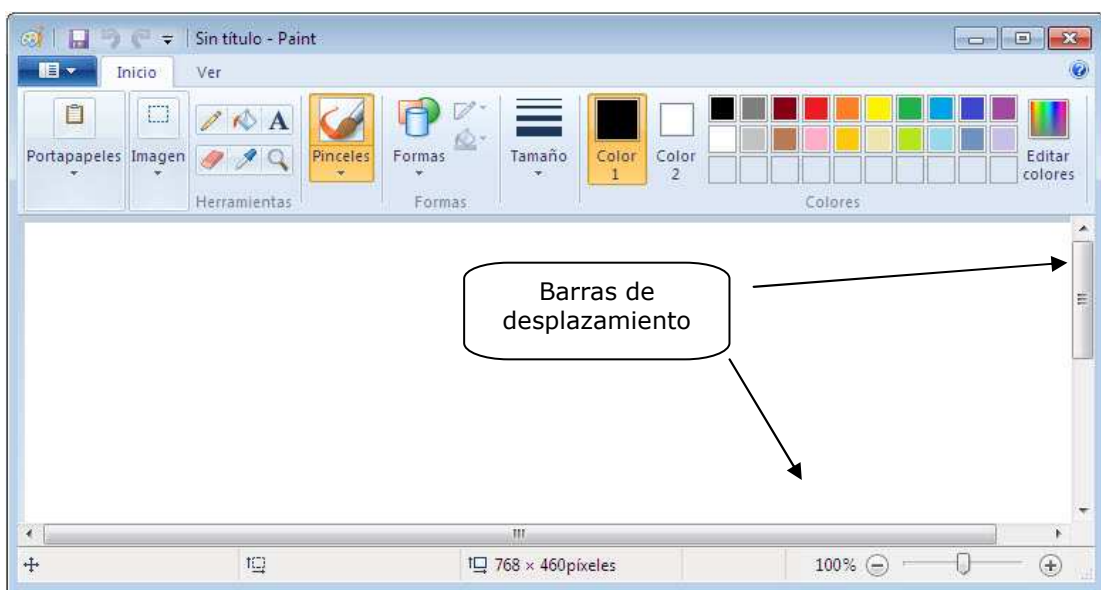 Sin título - Paint
Inicio Ver
A
Portapapeles Imagen Pinceles Formas Tamaño Color 1 Color 2 Editar colores
Herramientas Formas Colores
Barras de
desplazamiento
768 × 460píxeles 100%